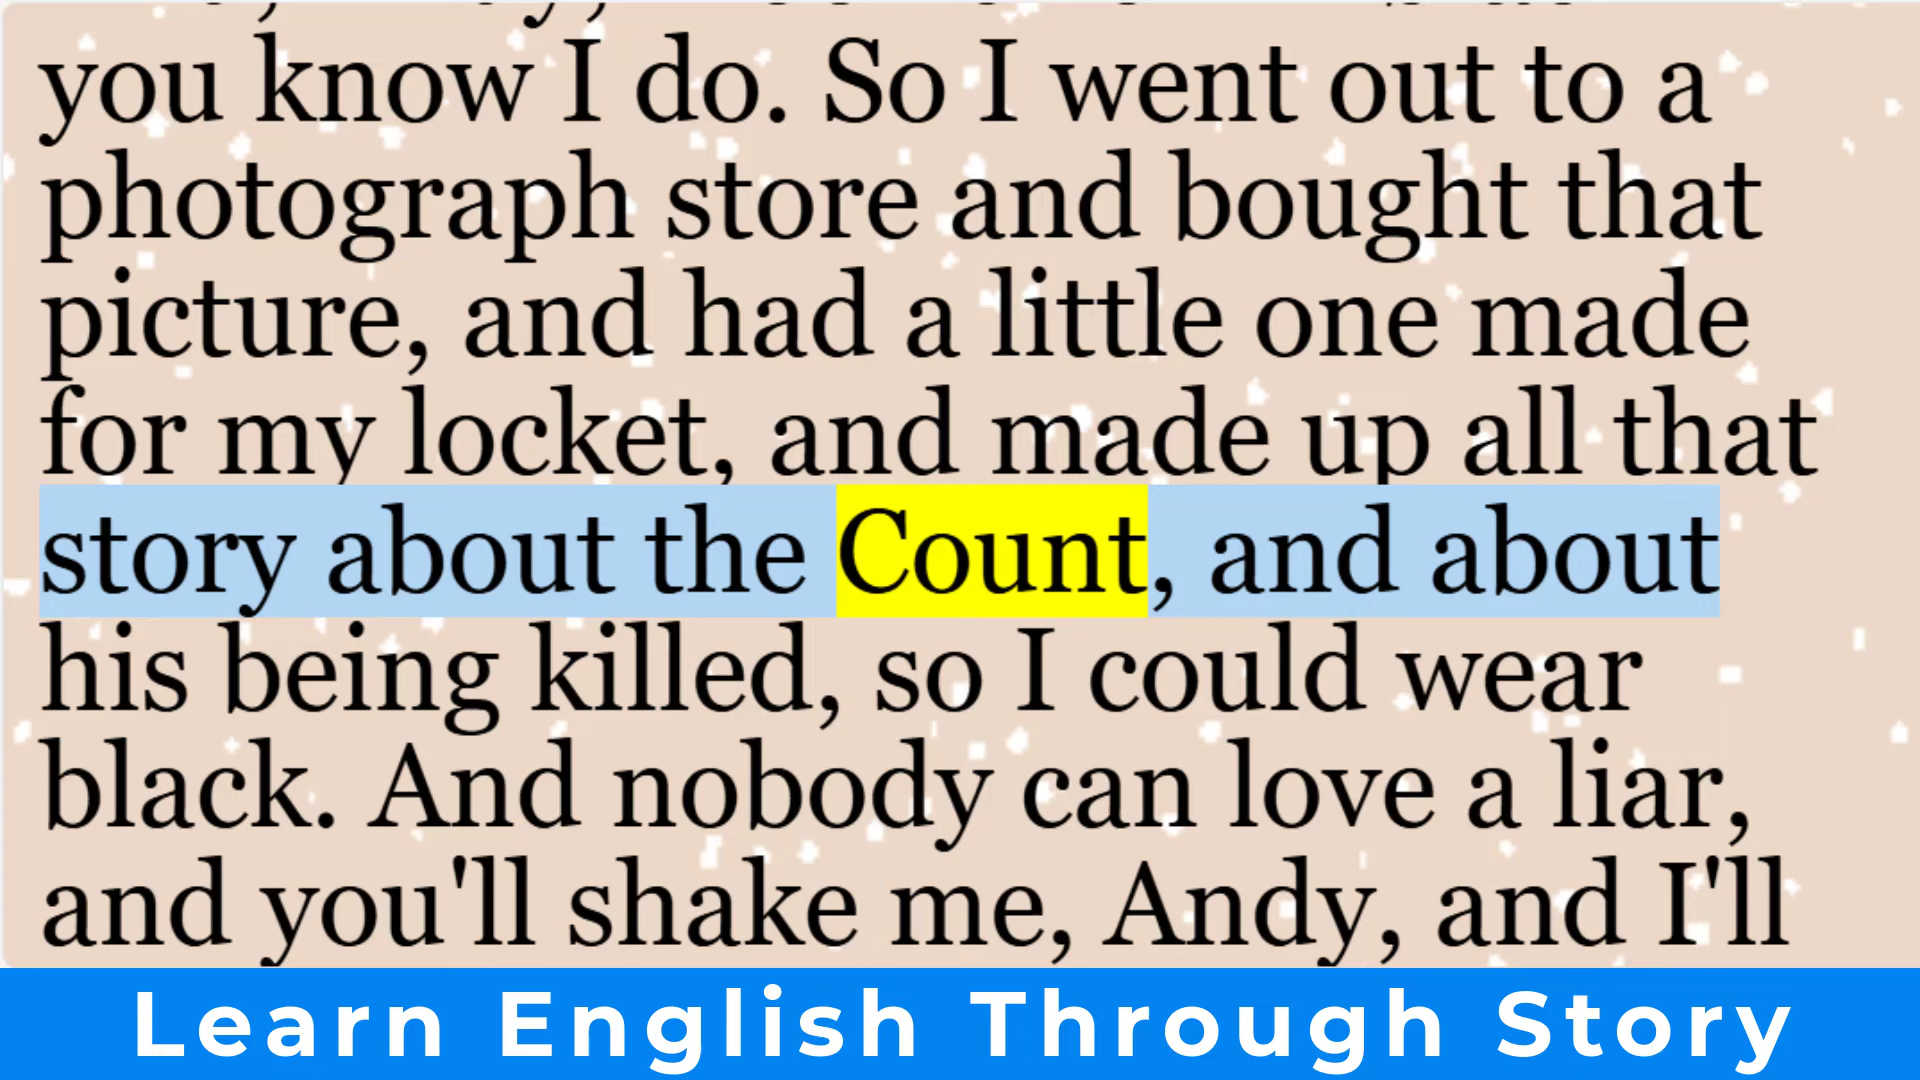 you know I do. So I went out to a
photograph store and bought that
picture, and had a little one made
for my locket, and made up all that
story about the Count, and about
his being killed, so I could wear
black. And nobody can love a liar,
and you'll shake me, Andy, and I'll
Learn English Through Story